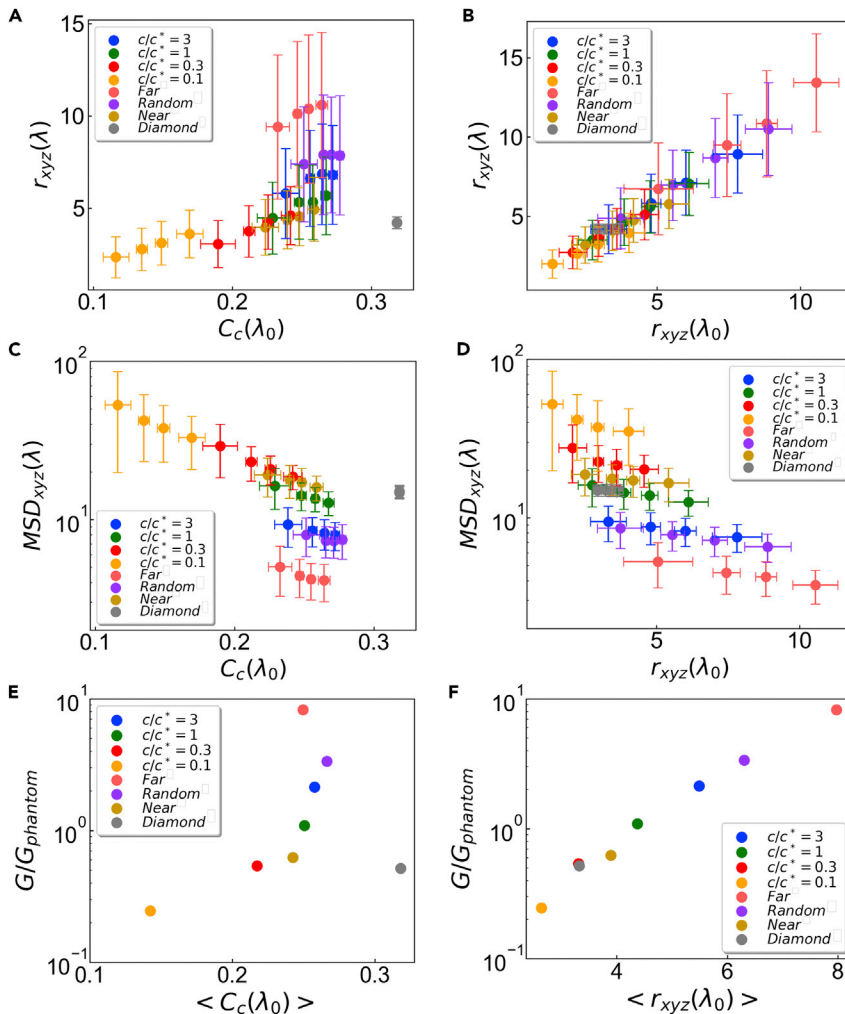 A
r_xyz(λ)
15
10
5
0.1 0.2 0.3
C_c(λ_0)
c/c* = 3
c/c* = 1
c/c* = 0.3
c/c* = 0.1
Far
Random
Near
Diamond
B
r_xyz(λ)
15
10
5
5 10
r_xyz(λ_0)
c/c* = 3
c/c* = 1
c/c* = 0.3
c/c* = 0.1
Far
Random
Near
Diamond
C
MSD_xyz(λ)
10^2
10^1
0.1 0.2 0.3
C_c(λ_0)
c/c* = 3
c/c* = 1
c/c* = 0.3
c/c* = 0.1
Far
Random
Near
Diamond
D
MSD_xyz(λ)
10^2
10^1
5 10
r_xyz(λ_0)
c/c* = 3
c/c* = 1
c/c* = 0.3
c/c* = 0.1
Far
Random
Near
Diamond
E
G/G_phantom
10^1
10^0
10^−1
0.1 0.2 0.3
< C_c(λ_0) >
c/c* = 3
c/c* = 1
c/c* = 0.3
c/c* = 0.1
Far
Random
Near
Diamond
F
G/G_phantom
10^1
10^0
10^−1
4 6 8
< r_xyz(λ_0) >
c/c* = 3
c/c* = 1
c/c* = 0.3
c/c* = 0.1
Far
Random
Near
Diamond